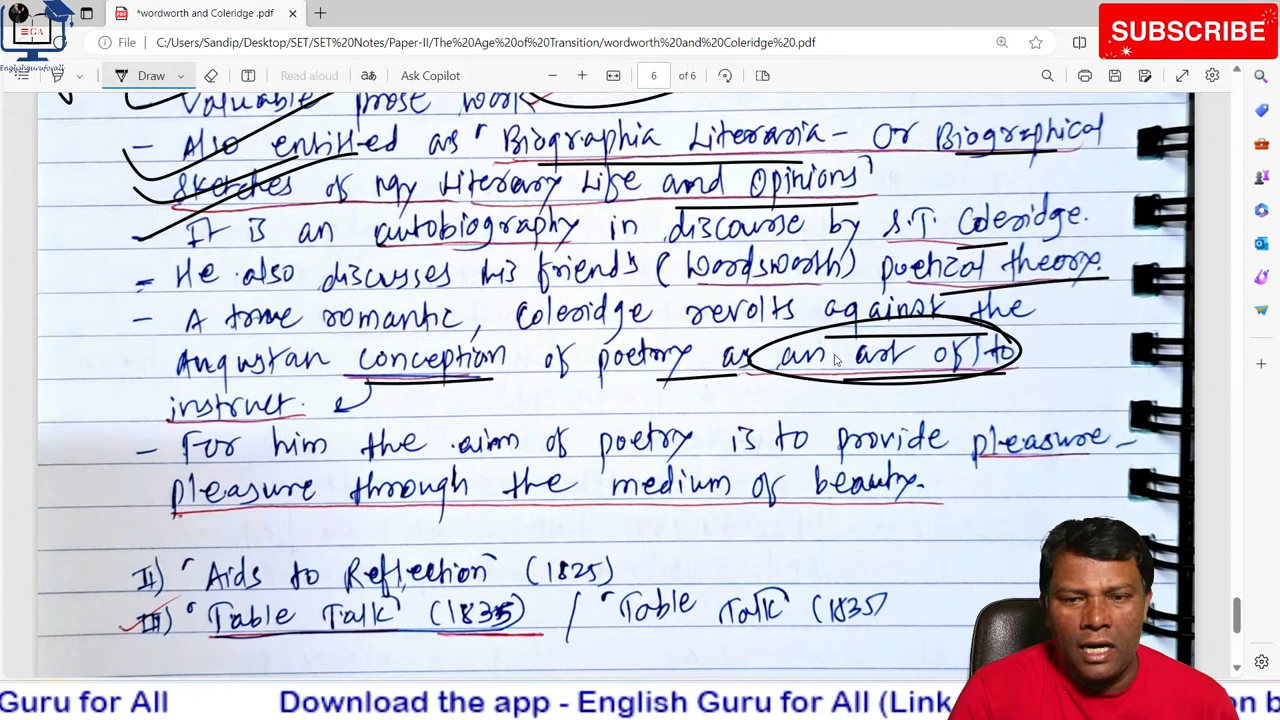 *wordworth and Coleridge .pdf
SUBSCRIBE
EGA
Englishguruforall
File C:/Users/Sandip/Desktop/SET/SET%20Notes/Paper-II/The%20Age%20of%20Transition/wordworth%20and%20Coleridge%20.pdf
Draw Read aloud Ask Copilot 6 of 6
Valuable prose work
- Also entitled as "Biographia Literaria - Or Biographical
Sketches of My Literary Life and Opinions"
- It is an autobiography in discourse by S.T. Coleridge.
- He also discusses his friend's (Wordsworth) poetical theory.
- A true romantic, Coleridge revolts against the
Augustan conception of poetry as an art of) to
instruct.
- For him the aim of poetry is to provide pleasure -
pleasure through the medium of beauty.
II) "Aids to Reflection" (1825)
III) "Table Talk" (1835) / "Table Talk" (1835)
Guru for All Download the app - English Guru for All (Link on b